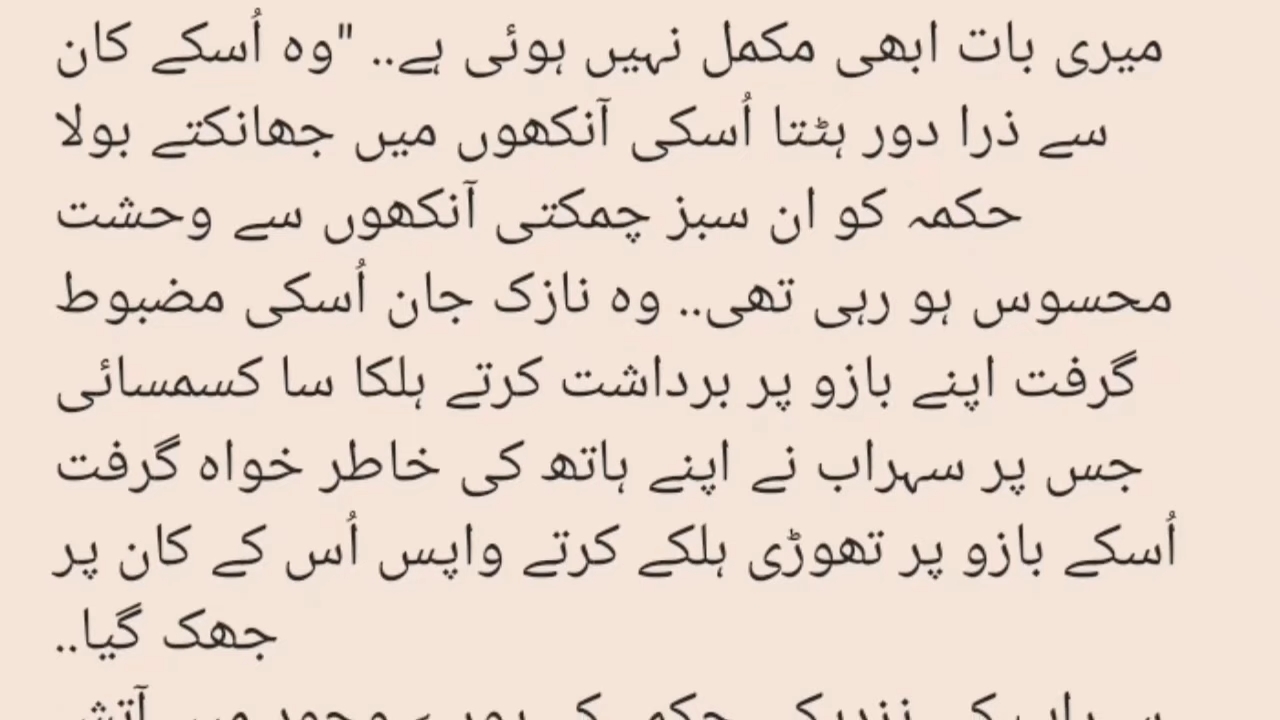 میری بات ابھی مکمل نہیں ہوئی ہے.. "وہ اُسکے کان
سے ذرا دور ہٹتا اُسکی آنکھوں میں جھانکتے بولا
حکمہ کو ان سبز چمکتی آنکھوں سے وحشت
محسوس ہو رہی تھی.. وہ نازک جان اُسکی مضبوط
گرفت اپنے بازو پر برداشت کرتے ہلکا سا کسمسائی
جس پر سہراب نے اپنے ہاتھ کی خاطر خواہ گرفت
اُسکے بازو پر تھوڑی ہلکے کرتے واپس اُس کے کان پر
جھک گیا..